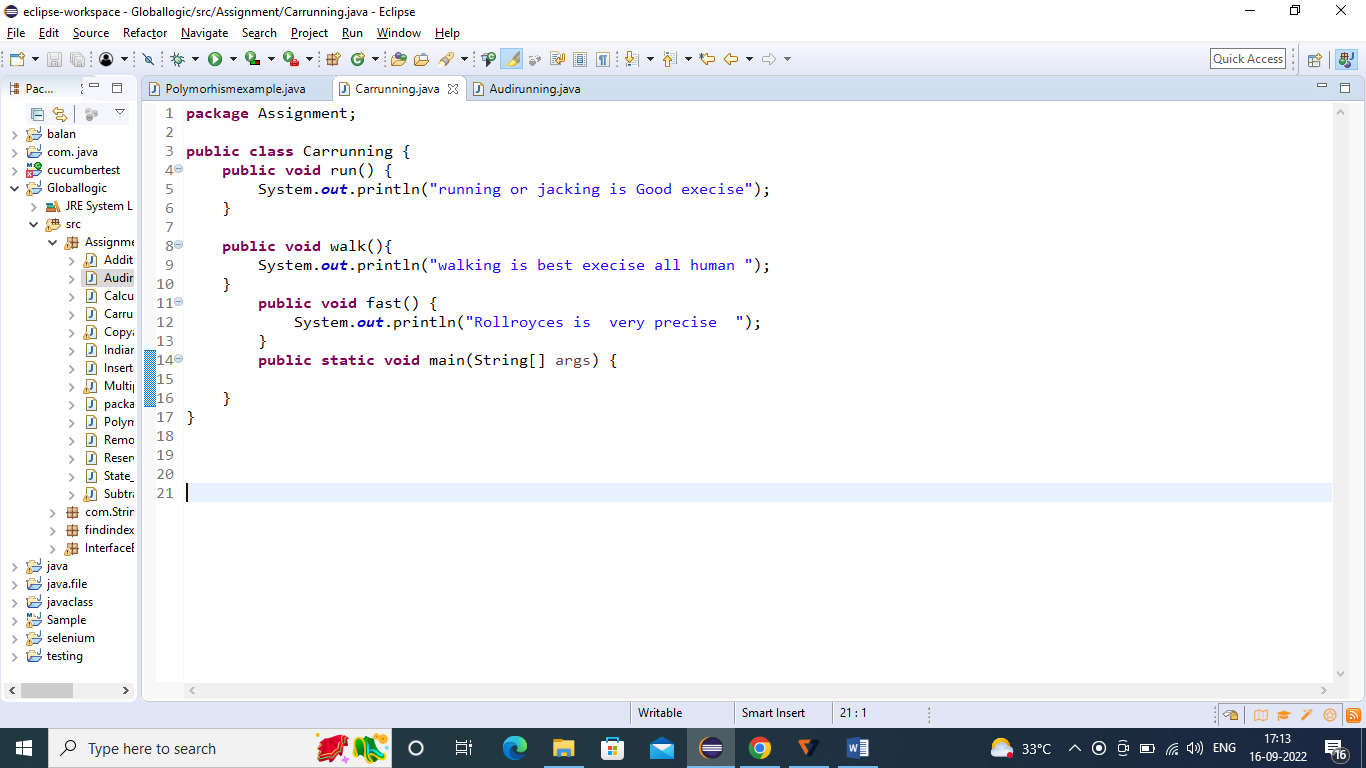 eclipse-workspace - Globallogic/src/Assignment/Carrunning.java - Eclipse
File Edit Source Refactor Navigate Search Project Run Window Help
Quick Access
Pac...
Polymorhismexample.java
Carrunning.java
Audirunning.java
balan
com. java
cucumbertest
Globallogic
JRE System L
src
Assignme
Addit
Audir
Calcu
Carru
Copy
Indiar
Insert
Multip
packa
Polym
Remo
Reser
State_
Subtra
com.Strin
findindex
InterfaceE
java
java.file
javaclass
Sample
selenium
testing
1 package Assignment;
2
3 public class Carrunning {
4 public void run() {
5 System.out.println("running or jacking is Good execise");
6 }
7
8 public void walk(){
9 System.out.println("walking is best execise all human ");
10 }
11 public void fast() {
12 System.out.println("Rollroyces is  very precise  ");
13 }
14 public static void main(String[] args) {
15
16 }
17 }
18
19
20
21
Writable
Smart Insert
21 : 1
Type here to search
33°C
ENG
17:13
16-09-2022
16